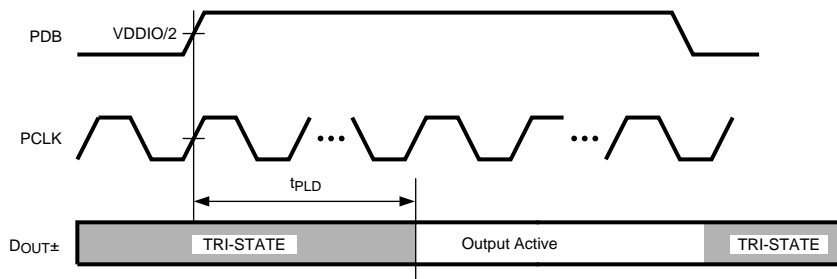 PDB
VDDIO/2
PCLK
•••
•••
tPLD
DOUT±
TRI-STATE
Output Active
TRI-STATE